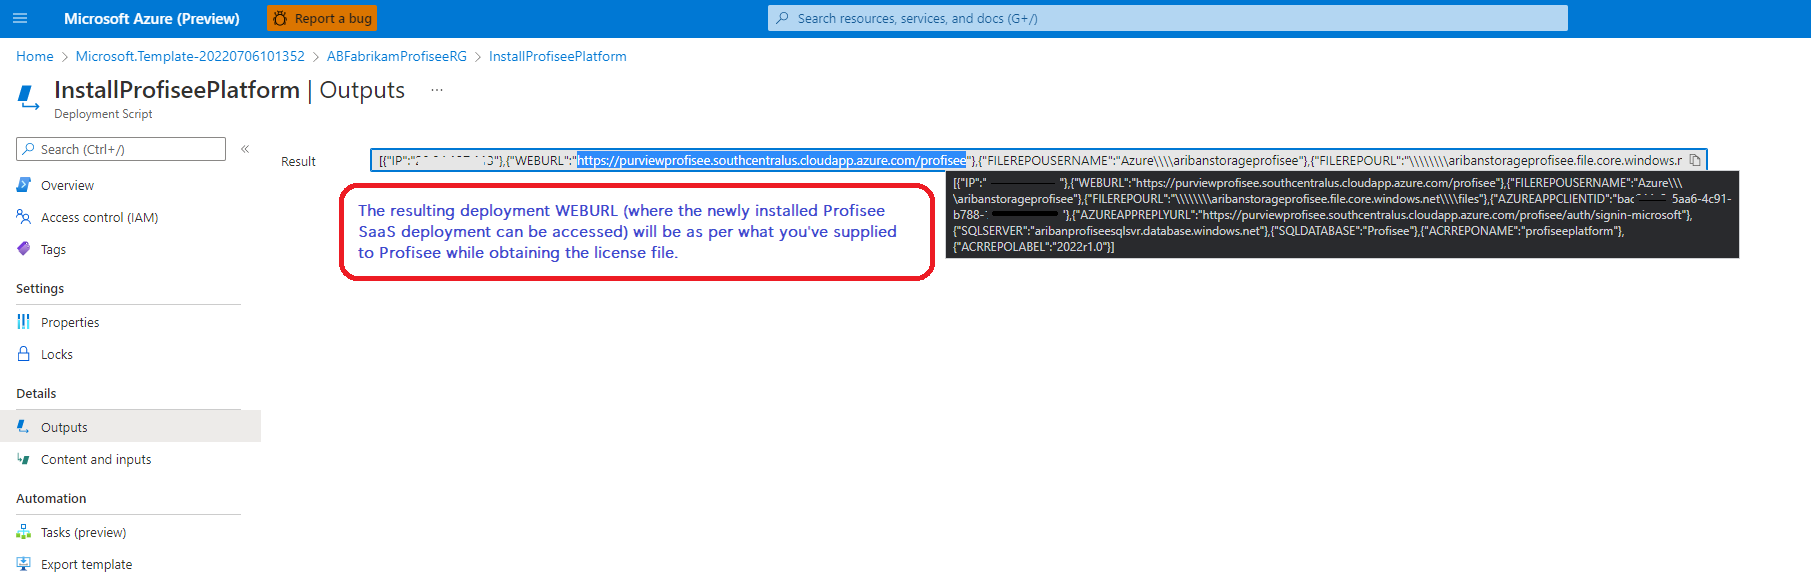 Microsoft Azure (Preview)
Report a bug
Search resources, services, and docs (G+/)
Home > Microsoft.Template-20220706101352 > ABFabrikamProfiseeRG > InstallProfiseePlatform
InstallProfiseePlatform | Outputs ...
Deployment Script
Search (Ctrl+/)
«
Overview
Access control (IAM)
Tags
Settings
Properties
Locks
Details
Outputs
Content and inputs
Automation
Tasks (preview)
Export template
Result
[{"IP":" "},{"WEBURL":"https://purviewprofisee.southcentralus.cloudapp.azure.com/profisee"},{"FILEREPOUSERNAME":"Azure\\\\aribanstorageprofisee"},{"FILEREPOURL":"\\\\\\\\aribanstorageprofisee.file.core.windows.r
The resulting deployment WEBURL (where the newly installed Profisee
SaaS deployment can be accessed) will be as per what you've supplied
to Profisee while obtaining the license file.
[{"IP":" "},{"WEBURL":"https://purviewprofisee.southcentralus.cloudapp.azure.com/profisee"},{"FILEREPOUSERNAME":"Azure\\\
\aribanstorageprofisee"},{"FILEREPOURL":"\\\\\\\\aribanstorageprofisee.file.core.windows.net\\\\files"},{"AZUREAPPCLIENTID":"bac 5aa6-4c91-
b788- "},{"AZUREAPPREPLYURL":"https://purviewprofisee.southcentralus.cloudapp.azure.com/profisee/auth/signin-microsoft"},
{"SQLSERVER":"aribanprofiseesqlsvr.database.windows.net"},{"SQLDATABASE":"Profisee"},{"ACRREPONAME":"profiseeplatform"},
{"ACRREPOLABEL":"2022r1.0"}]